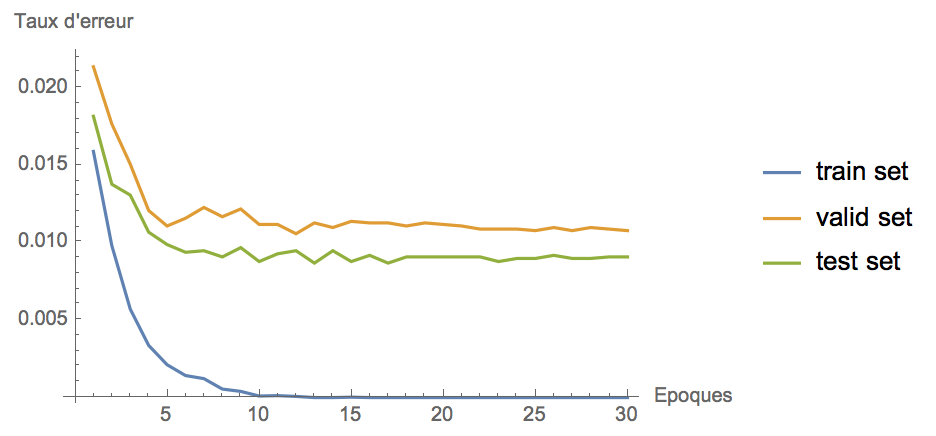 Taux d'erreur
0.020
0.015
0.010
0.005
5 10 15 20 25 30
Epoques
train set
valid set
test set